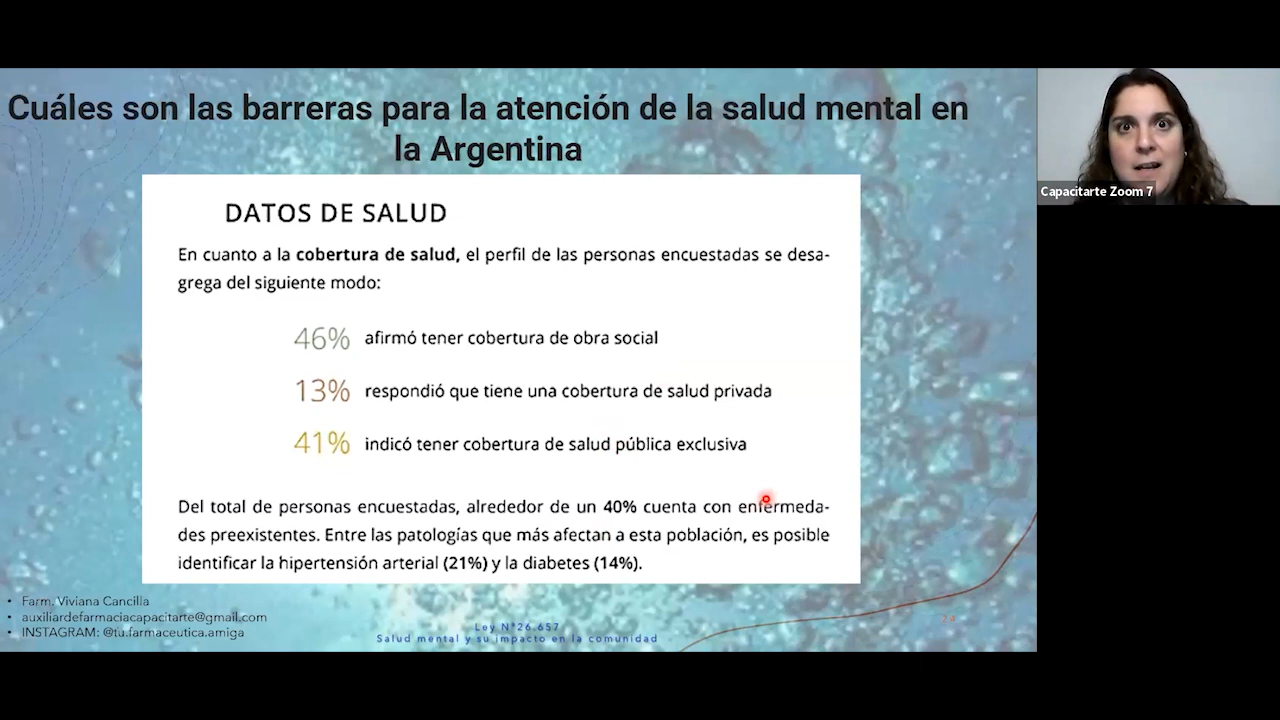 Cuáles son las barreras para la atención de la salud mental en
la Argentina
Capacitarte Zoom 7
DATOS DE SALUD
En cuanto a la cobertura de salud, el perfil de las personas encuestadas se desa-
grega del siguiente modo:
46% afirmó tener cobertura de obra social
13% respondió que tiene una cobertura de salud privada
41% indicó tener cobertura de salud pública exclusiva
Del total de personas encuestadas, alrededor de un 40% cuenta con enfermeda-
des preexistentes. Entre las patologías que más afectan a esta población, es posible
identificar la hipertensión arterial (21%) y la diabetes (14%).
• Farm. Viviana Cancilla
• auxiliardefarmaciacapacitarte@gmail.com
• INSTAGRAM: @tu.farmaceutica.amiga
Ley N°26.657
Salud mental y su impacto en la comunidad
24